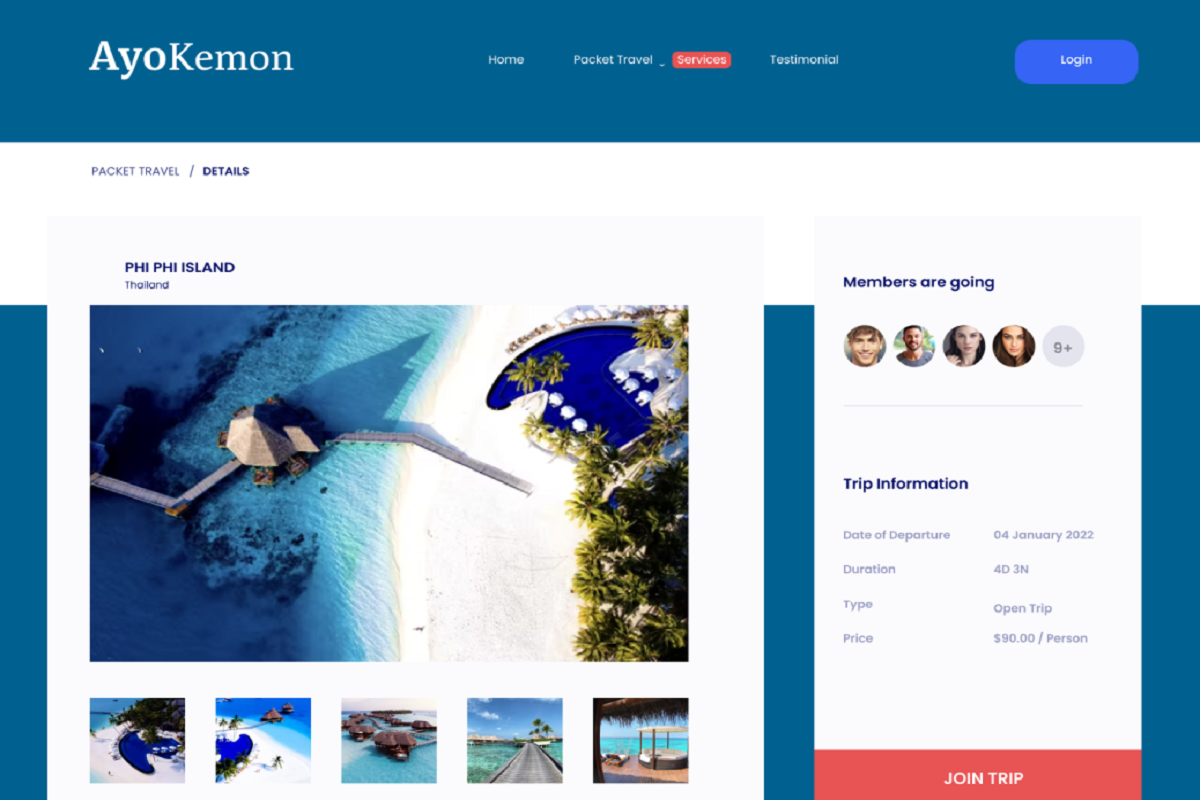 AyoKemon
Home
Packet Travel
Services
Testimonial
Login
PACKET TRAVEL / DETAILS
PHI PHI ISLAND
Thailand
Members are going
9+
Trip Information
Date of Departure 04 January 2022
Duration 4D 3N
Type Open Trip
Price $90.00 / Person
JOIN TRIP